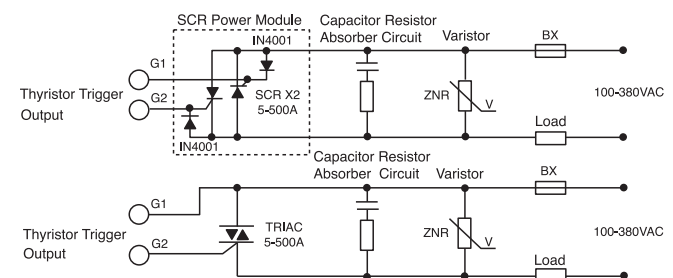 SCR Power Module
Capacitor Resistor
Absorber Circuit
Varistor
BX
IN4001
G1
Thyristor Trigger
Output
G2
SCR X2
5-500A
ZNR
V
100-380VAC
Load
IN4001
Capacitor Resistor
Absorber Circuit
Varistor
BX
G1
Thyristor Trigger
Output
G2
TRIAC
5-500A
ZNR
V
100-380VAC
Load